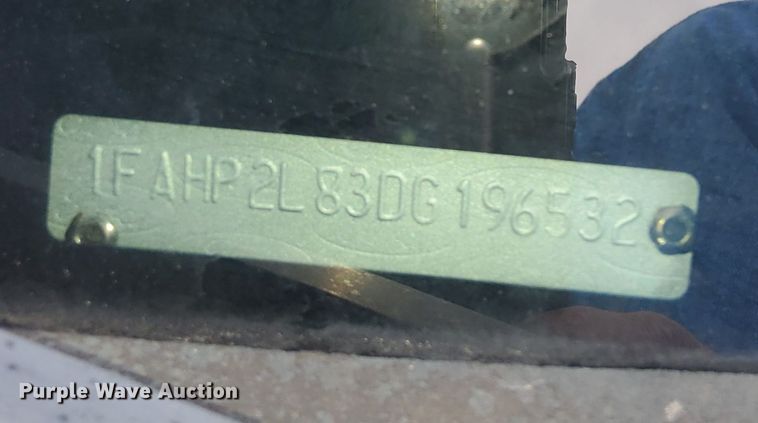 1FAHP2L83DG196532
Purple Wave Auction